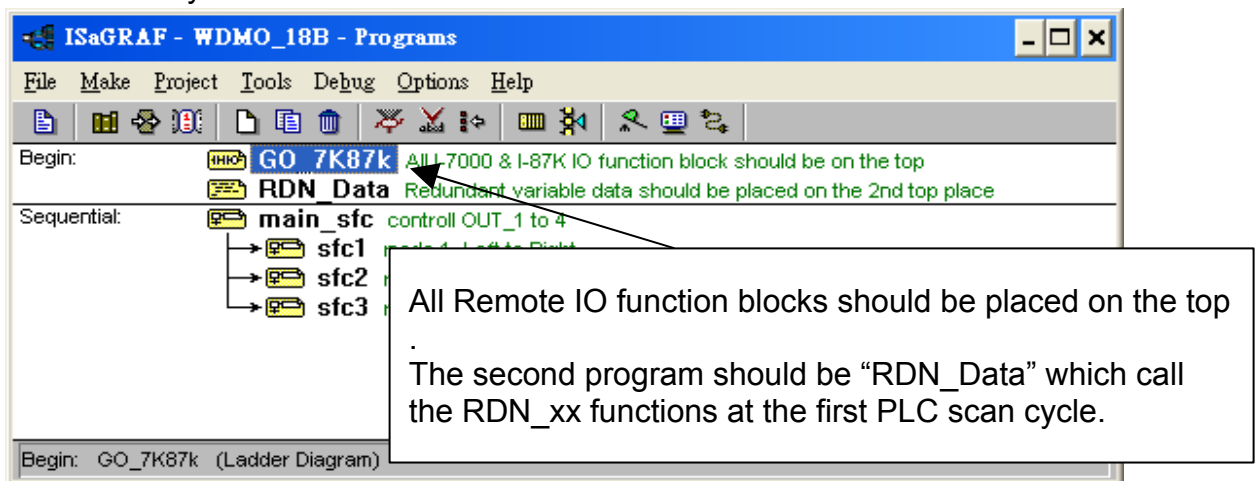 ISaGRAF - WDMO_18B - Programs
File Make Project Tools Debug Options Help
Begin: GO_7K87k All I-7000 & I-87K IO function block should be on the top
RDN_Data Redundant variable data should be placed on the 2nd top place
Sequential: main_sfc controll OUT_1 to 4
sfc1
sfc2
sfc3
All Remote IO function blocks should be placed on the top
.
The second program should be “RDN_Data” which call
the RDN_xx functions at the first PLC scan cycle.
Begin: GO_7K87k (Ladder Diagram)